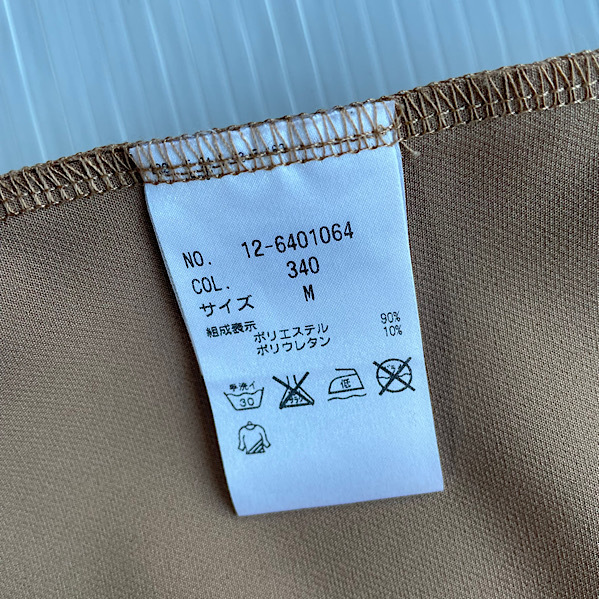 NO. 12-6401064
COL. 340
サイズ M
組成表示
ポリエステル 90%
ポリウレタン 10%
手洗イ 30 低